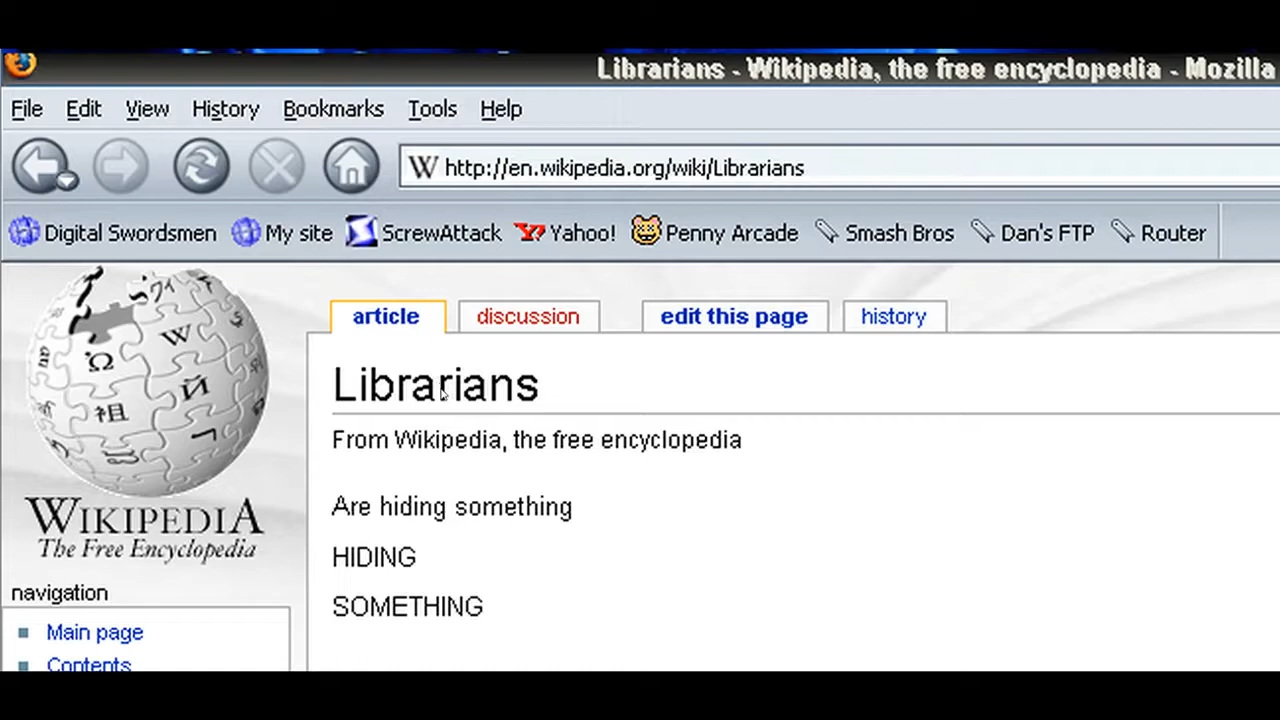 Librarians - Wikipedia, the free encyclopedia - Mozilla
File Edit View History Bookmarks Tools Help
W http://en.wikipedia.org/wiki/Librarians
Digital Swordsmen My site ScrewAttack Yahoo! Penny Arcade Smash Bros Dan's FTP Router
article discussion edit this page history
Librarians
From Wikipedia, the free encyclopedia
Are hiding something
HIDING
SOMETHING
Ω W И 祖
WIKIPEDIA
The Free Encyclopedia
navigation
Main page
Contents